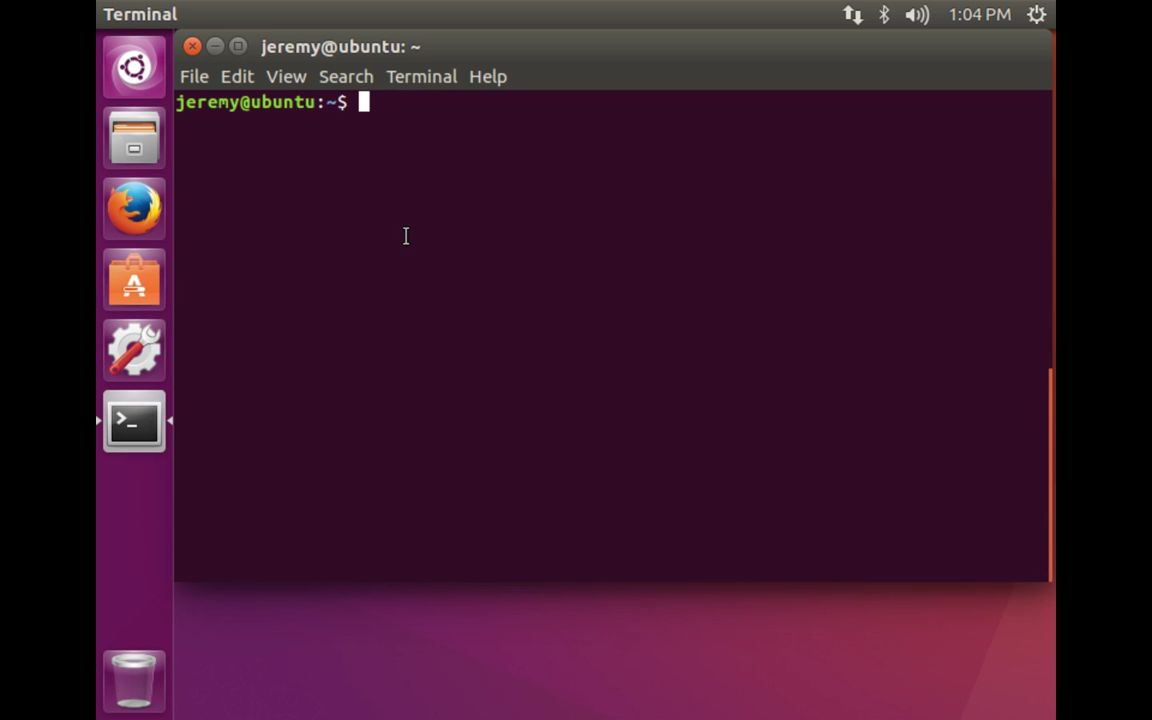 Terminal
1:04 PM
jeremy@ubuntu: ~
File Edit View Search Terminal Help
jeremy@ubuntu:~$